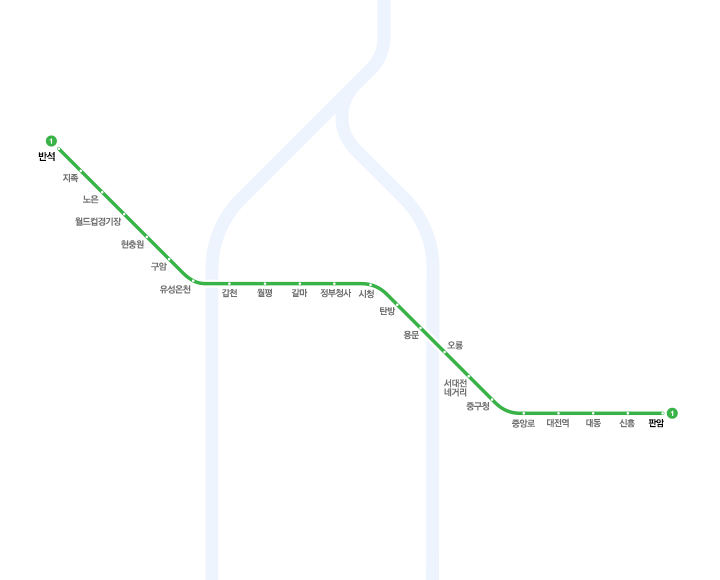 1
반석
지족
노은
월드컵경기장
현충원
구암
유성온천
갑천
월평
갈마
정부청사
시청
탄방
용문
오룡
서대전
네거리
중구청
중앙로
대전역
대동
신흥
판암
1